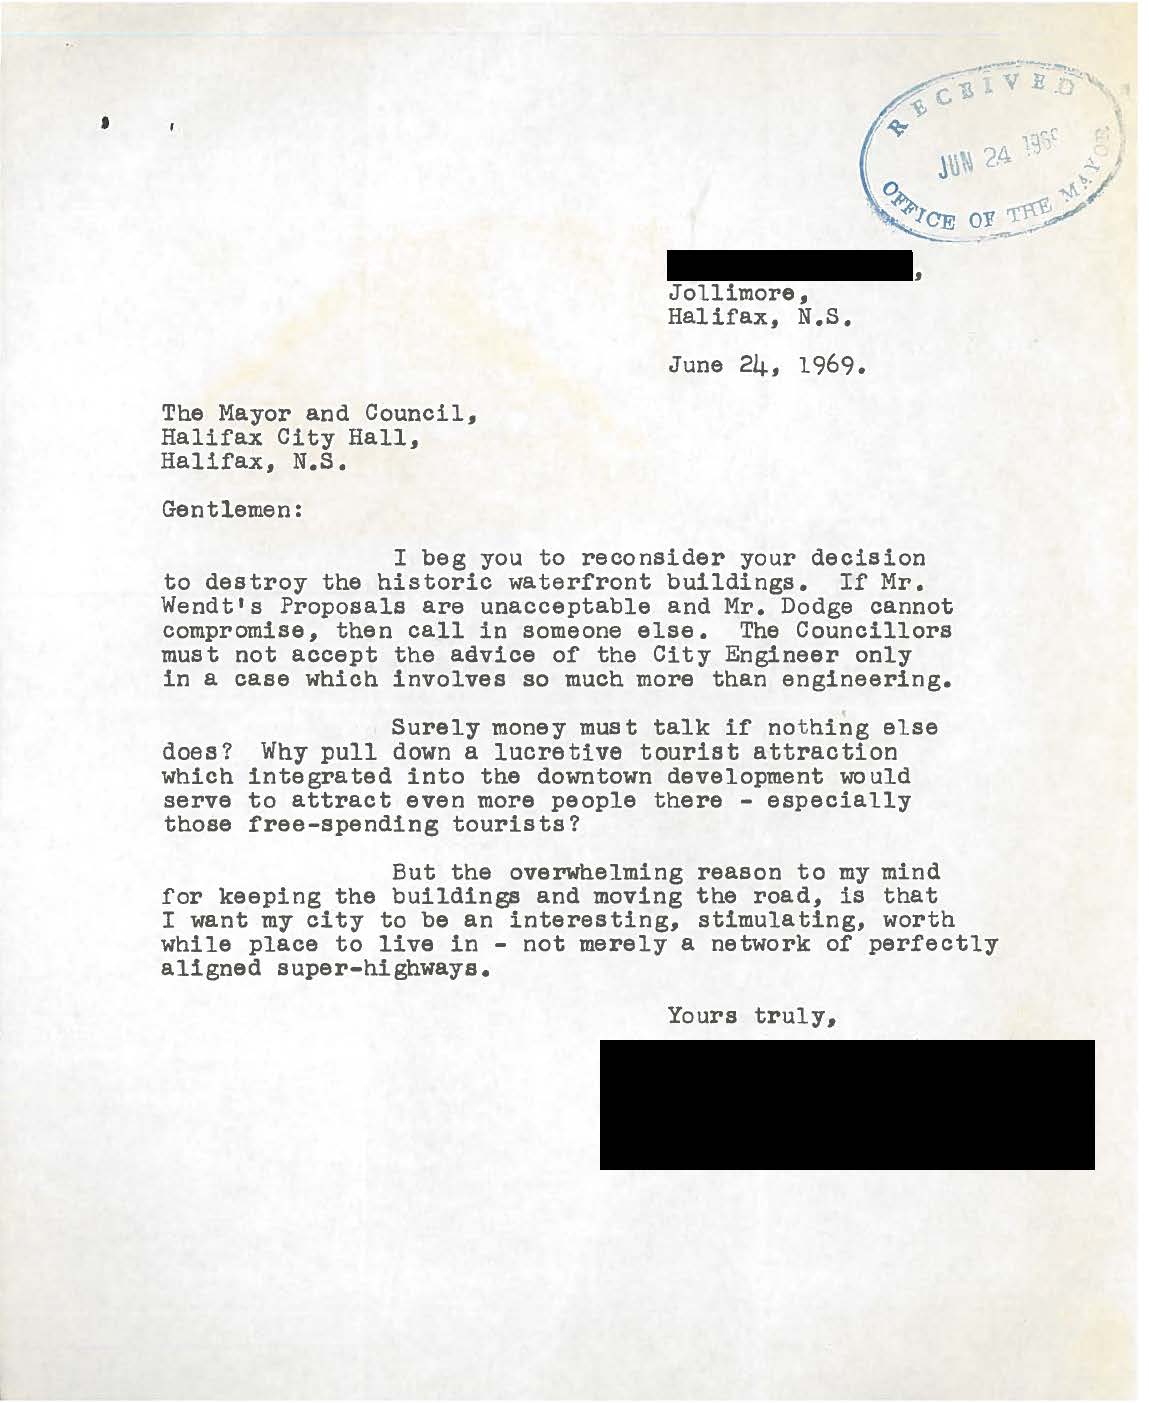 RECEIVED
JUN 24 1969
OFFICE OF THE MAYOR
,
Jollimore,
Halifax, N.S.
June 24, 1969.
The Mayor and Council,
Halifax City Hall,
Halifax, N.S.
Gentlemen:
I beg you to reconsider your decision
to destroy the historic waterfront buildings. If Mr.
Wendt's Proposals are unacceptable and Mr. Dodge cannot
compromise, then call in someone else. The Councillors
must not accept the advice of the City Engineer only
in a case which involves so much more than engineering.
Surely money must talk if nothing else
does? Why pull down a lucretive tourist attraction
which integrated into the downtown development would
serve to attract even more people there - especially
those free-spending tourists?
But the overwhelming reason to my mind
for keeping the buildings and moving the road, is that
I want my city to be an interesting, stimulating, worth
while place to live in - not merely a network of perfectly
aligned super-highways.
Yours truly,